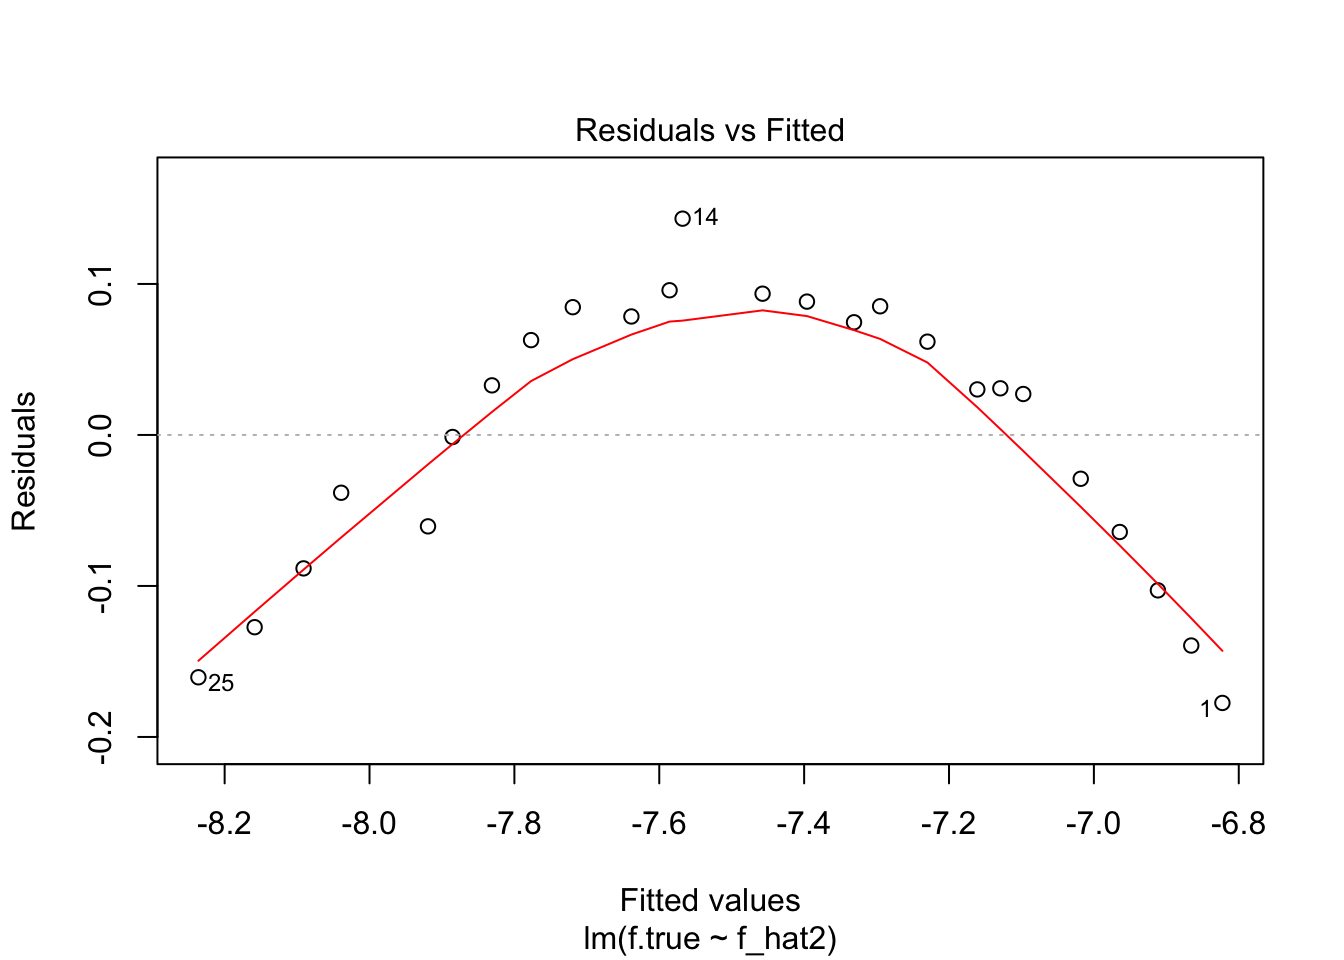 Residuals vs Fitted
14
0.1
0.0
-0.1
-0.2
Residuals
25
1
-8.2 -8.0 -7.8 -7.6 -7.4 -7.2 -7.0 -6.8
Fitted values
lm(f.true ~ f_hat2)